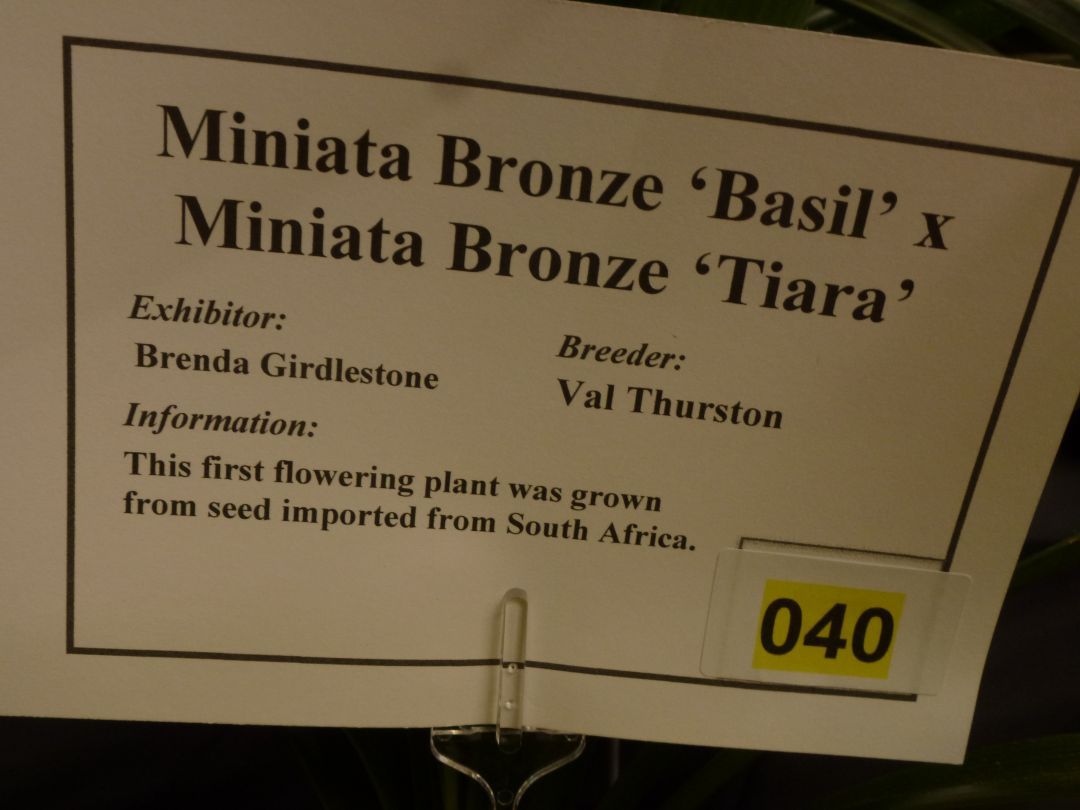 Miniata Bronze ‘Basil’ x
Miniata Bronze ‘Tiara’
Exhibitor:
Brenda Girdlestone
Breeder:
Val Thurston
Information:
This first flowering plant was grown
from seed imported from South Africa.
040